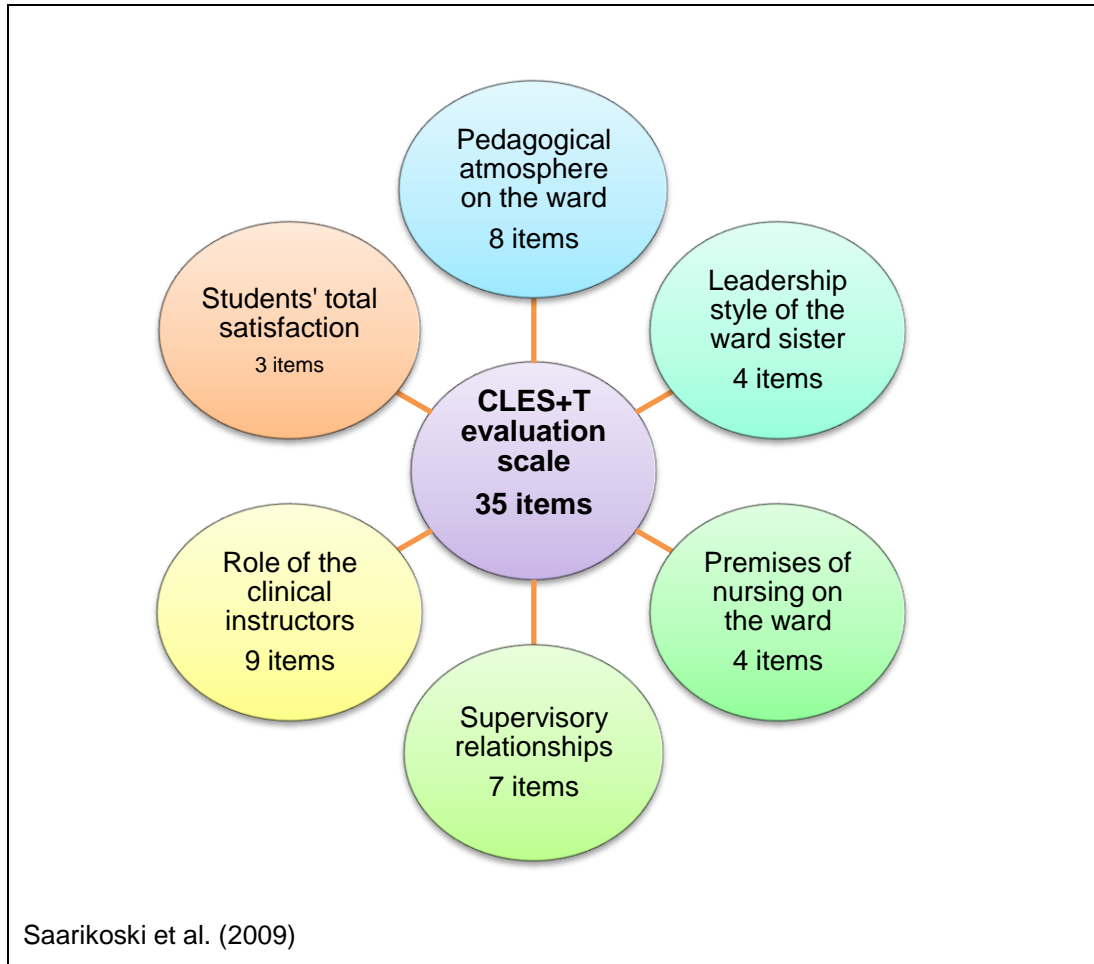 Pedagogical
atmosphere
on the ward
8 items
Leadership
style of the
ward sister
4 items
Students' total
satisfaction
3 items
CLES+T
evaluation
scale
35 items
Role of the
clinical
instructors
9 items
Premises of
nursing on
the ward
4 items
Supervisory
relationships
7 items
Saarikoski et al. (2009)